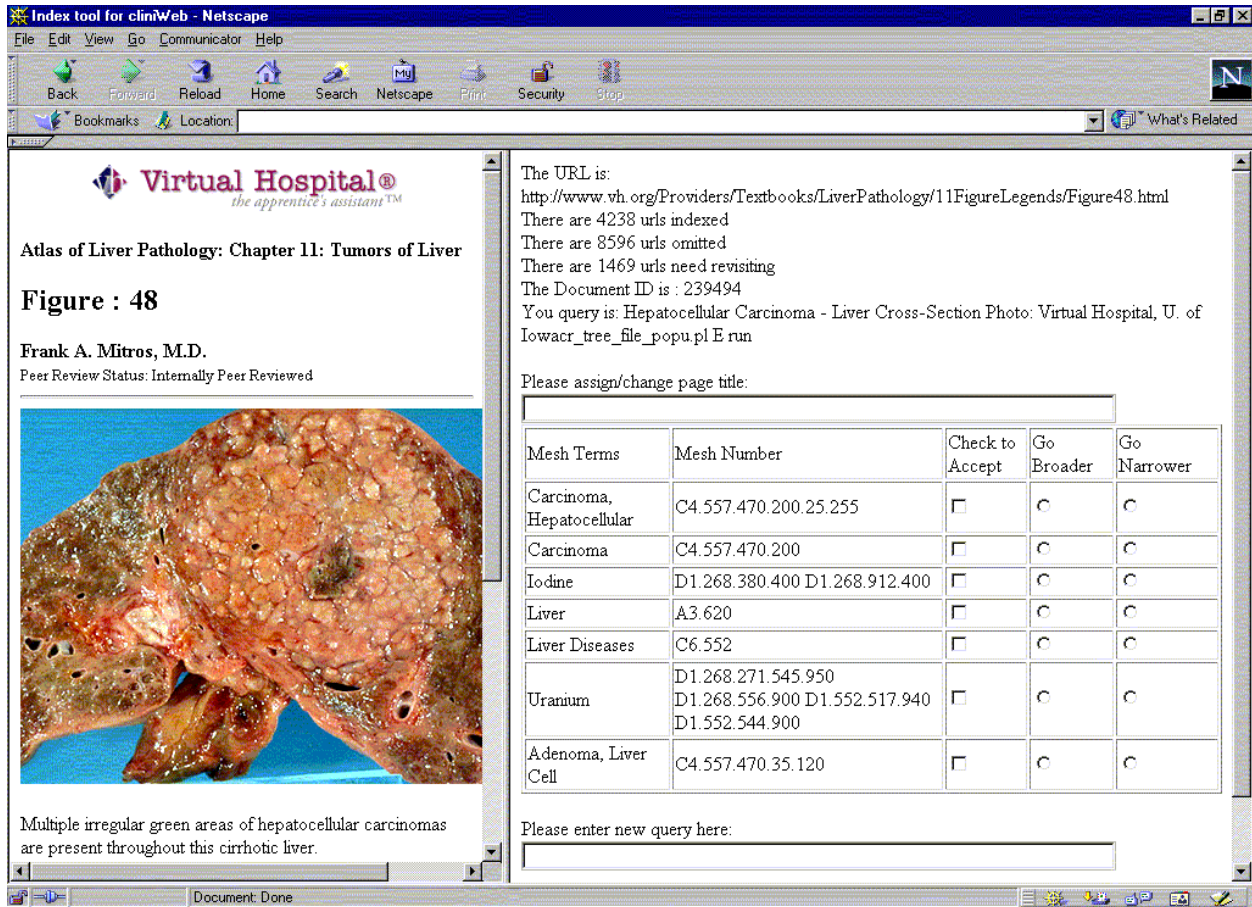 Index tool for cliniWeb - Netscape
File Edit View Go Communicator Help
Back Forward Reload Home Search Netscape Print Security Stop
My
N
Bookmarks Location: What's Related
Virtual Hospital®
the apprentice's assistant™
Atlas of Liver Pathology: Chapter 11: Tumors of Liver
Figure : 48
Frank A. Mitros, M.D.
Peer Review Status: Internally Peer Reviewed
Multiple irregular green areas of hepatocellular carcinomas
are present throughout this cirrhotic liver.
The URL is:
http://www.vh.org/Providers/Textbooks/LiverPathology/11FigureLegends/Figure48.html
There are 4238 urls indexed
There are 8596 urls omitted
There are 1469 urls need revisiting
The Document ID is : 239494
You query is: Hepatocellular Carcinoma - Liver Cross-Section Photo: Virtual Hospital, U. of
Iowacr_tree_file_popu.pl E run
Please assign/change page title:
Mesh Terms Mesh Number Check to Go Go
Accept Broader Narrower
Carcinoma,
Hepatocellular C4.557.470.200.25.255
Carcinoma C4.557.470.200
Iodine D1.268.380.400 D1.268.912.400
Liver A3.620
Liver Diseases C6.552
Uranium D1.268.271.545.950
D1.268.556.900 D1.552.517.940
D1.552.544.900
Adenoma, Liver
Cell C4.557.470.35.120
Please enter new query here:
Document: Done